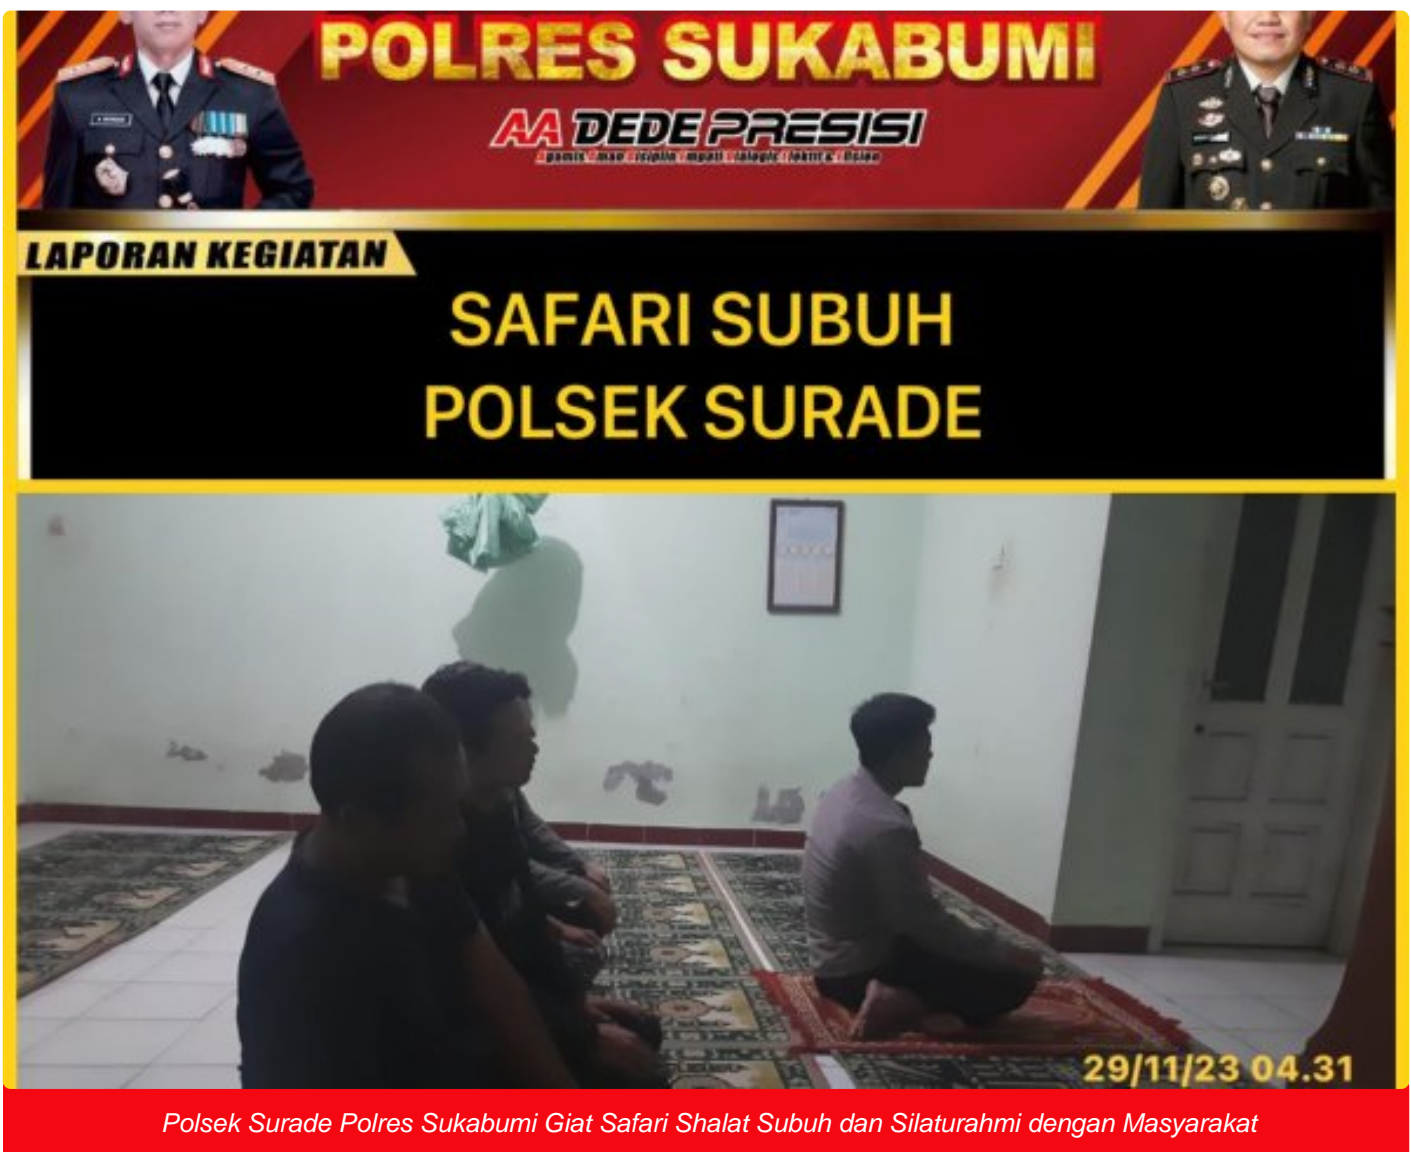 POLRES SUKABUMI
AA DEDE PRESISI
LAPORAN KEGIATAN
SAFARI SUBUH
POLSEK SURADE
29/11/23 04.31
Polsek Surade Polres Sukabumi Giat Safari Shalat Subuh dan Silaturahmi dengan Masyarakat